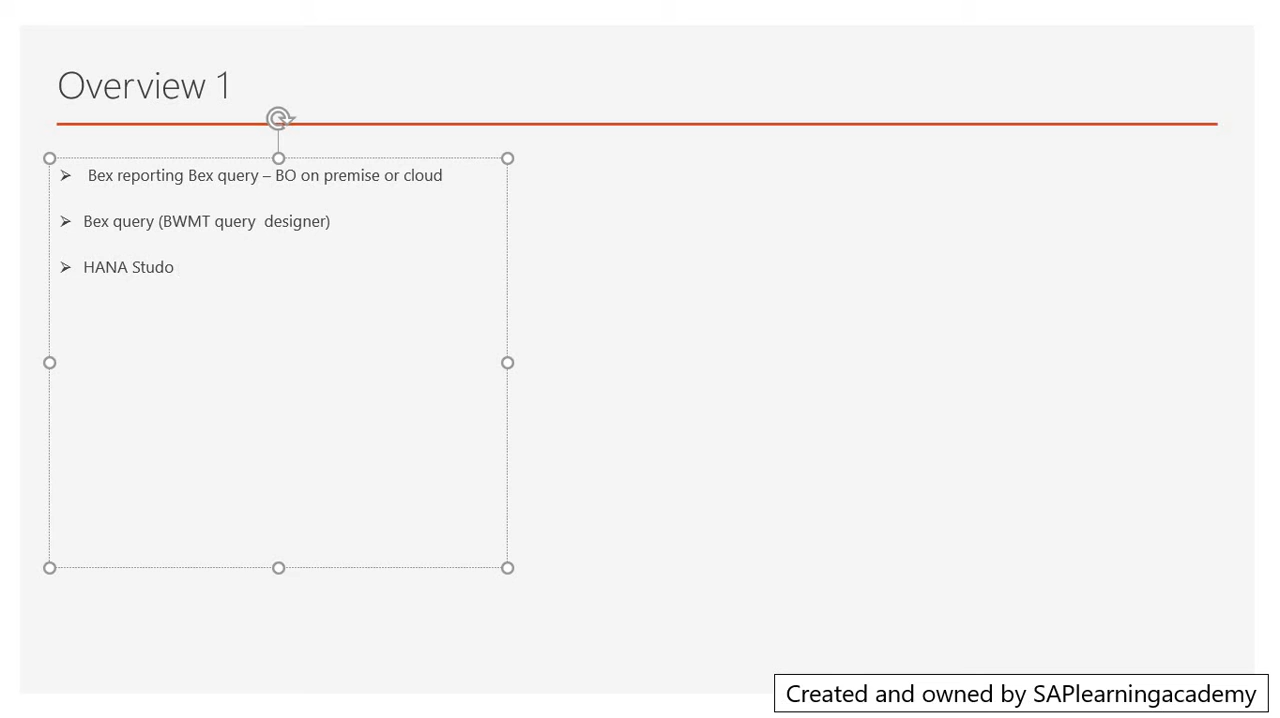 Overview 1
➢ Bex reporting Bex query – BO on premise or cloud
➢ Bex query (BWMT query  designer)
➢ HANA Studo
Created and owned by SAPlearningacademy